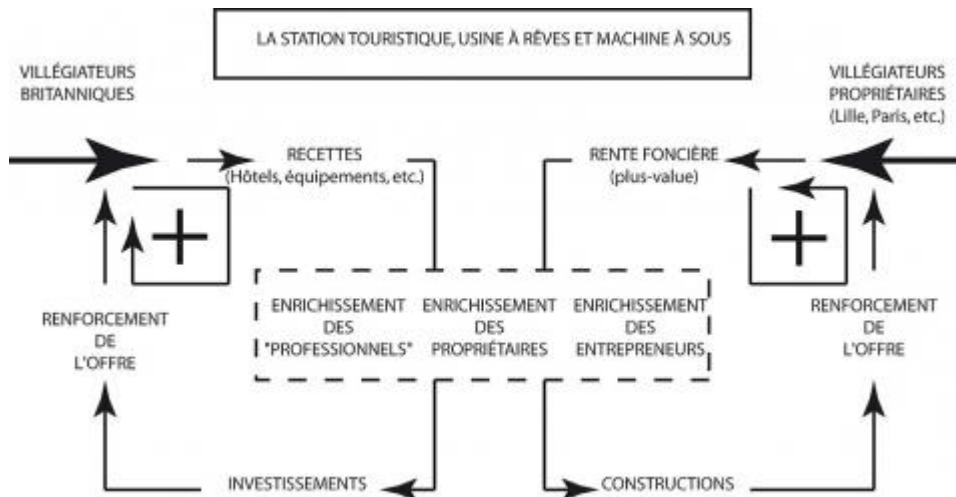 LA STATION TOURISTIQUE, USINE À RÊVES ET MACHINE À SOUS
VILLÉGIATEURS
BRITANNIQUES
VILLÉGIATEURS
PROPRIÉTAIRES
(Lille, Paris, etc.)
RECETTES
(Hôtels, équipements, etc.)
RENTE FONCIÈRE
(plus-value)
+
+
RENFORCEMENT
DE
L'OFFRE
ENRICHISSEMENT
DES
"PROFESSIONNELS"
ENRICHISSEMENT
DES
PROPRIÉTAIRES
ENRICHISSEMENT
DES
ENTREPRENEURS
RENFORCEMENT
DE
L'OFFRE
INVESTISSEMENTS
CONSTRUCTIONS